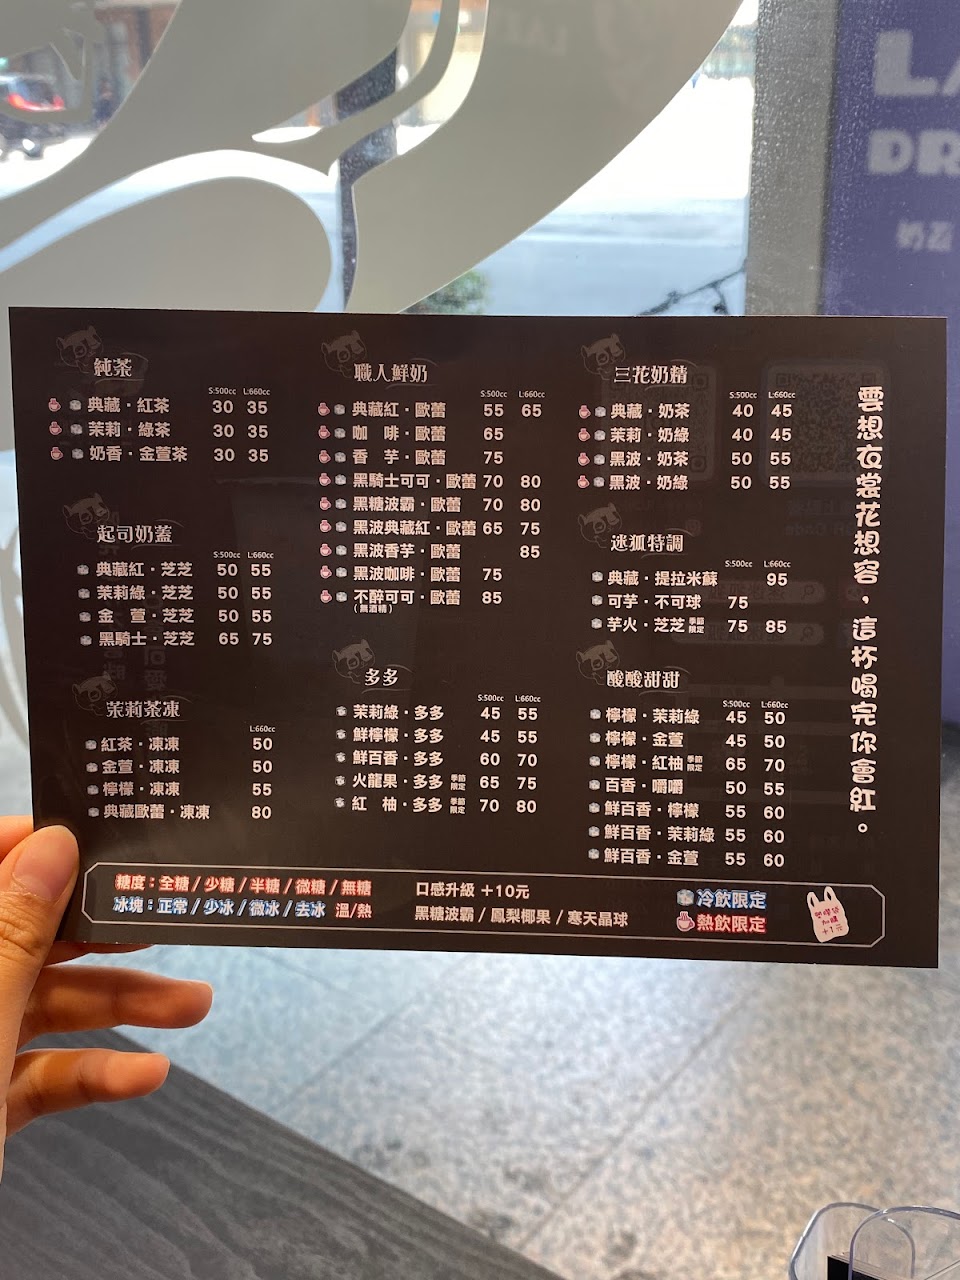 純茶
S:500cc L:660cc
典藏・紅茶 30 35
茉莉・綠茶 30 35
奶香・金萱茶 30 35
起司奶蓋
S:500cc L:660cc
典藏紅・芝芝 50 55
茉莉綠・芝芝 50 55
金 萱・芝芝 50 55
黑騎士・芝芝 65 75
茉莉茶凍
L:660cc
紅茶・凍凍 50
金萱・凍凍 50
檸檬・凍凍 55
典藏歐蕾・凍凍 80
職人鮮奶
S:500cc L:660cc
典藏紅・歐蕾 55 65
咖 啡・歐蕾 65
香 芋・歐蕾 75
黑騎士可可・歐蕾 70 80
黑糖波霸・歐蕾 70 80
黑波典藏紅・歐蕾 65 75
黑波香芋・歐蕾 85
黑波咖啡・歐蕾 75
不醉可可・歐蕾 85
(無酒精)
多多
S:500cc L:660cc
茉莉綠・多多 45 55
鮮檸檬・多多 45 55
鮮百香・多多 60 70
火龍果・多多 季節限定 65 75
紅 柚・多多 季節限定 70 80
三花奶精
S:500cc L:660cc
典藏・奶茶 40 45
茉莉・奶綠 40 45
黑波・奶茶 50 55
黑波・奶綠 50 55
迷狐特調
S:500cc L:660cc
典藏・提拉米蘇 95
可芋・不可球 75
芋火・芝芝 季節限定 75 85
酸酸甜甜
S:500cc L:660cc
檸檬・茉莉綠 45 50
檸檬・金萱 45 50
檸檬・紅柚 季節限定 65 70
百香・嚼嚼 50 55
鮮百香・檸檬 55 60
鮮百香・茉莉綠 55 60
鮮百香・金萱 55 60
雲想衣裳花想容，這杯喝完你會紅。
糖度：全糖 / 少糖 / 半糖 / 微糖 / 無糖
冰塊：正常 / 少冰 / 微冰 / 去冰 溫/熱
口感升級 +10元
黑糖波霸 / 鳳梨椰果 / 寒天晶球
冷飲限定
熱飲限定
塑膠袋
加購
+1元
LA
DR